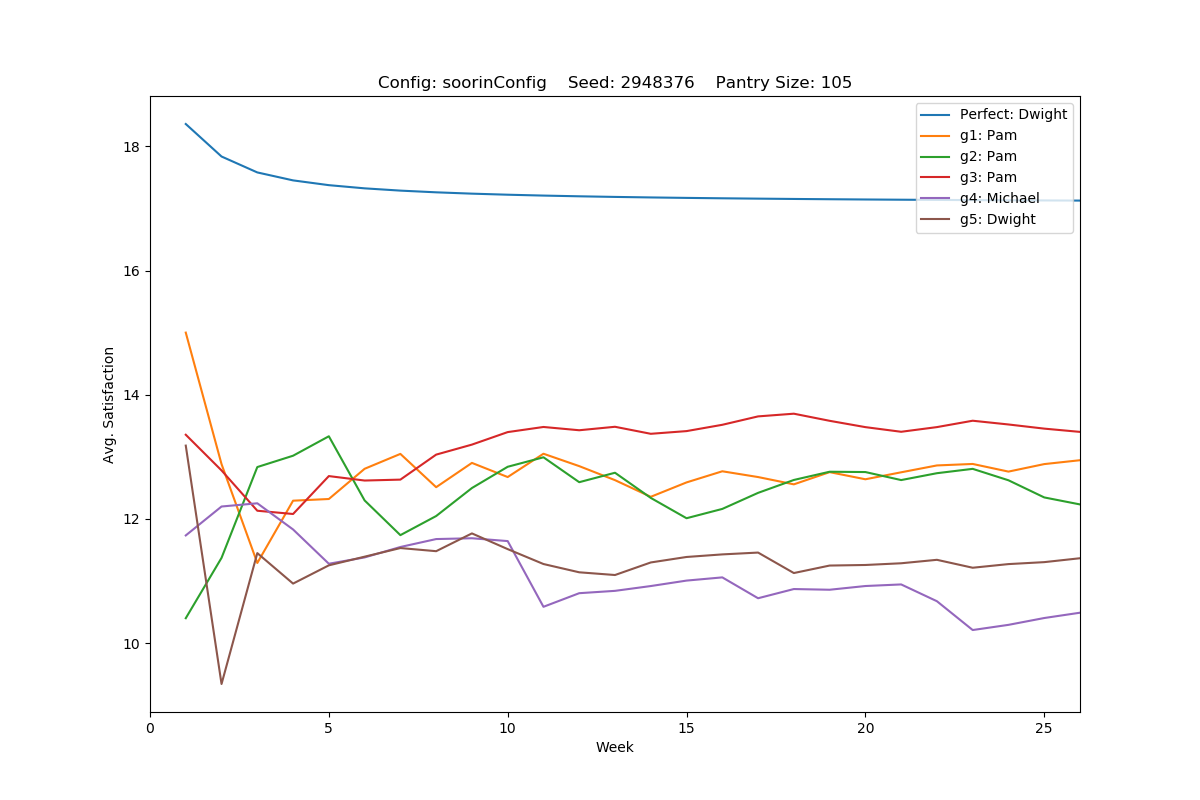 Config: soorinConfig    Seed: 2948376    Pantry Size: 105
Perfect: Dwight
g1: Pam
g2: Pam
g3: Pam
g4: Michael
g5: Dwight
18
16
14
12
10
Avg. Satisfaction
0 5 10 15 20 25
Week